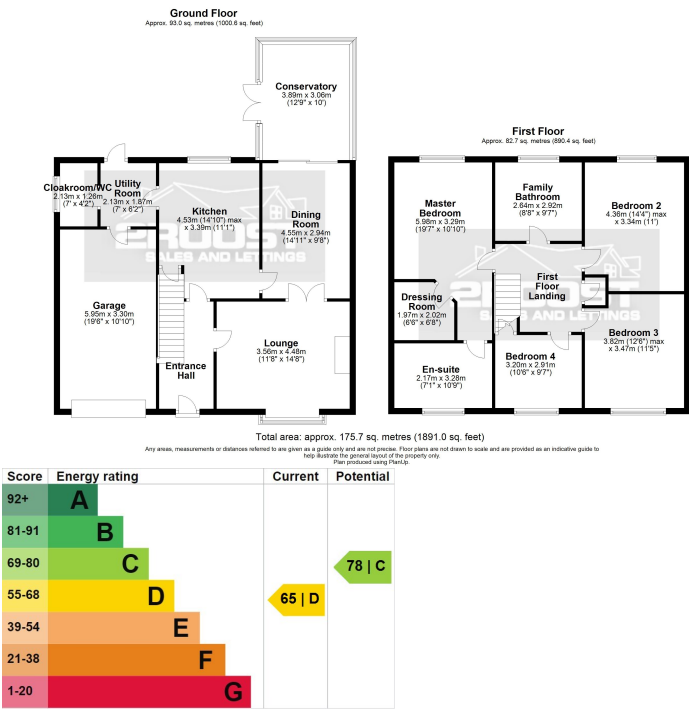 Ground Floor
Approx. 93.0 sq. metres (1000.6 sq. feet)
Conservatory
3.89m x 3.06m
(12'9" x 10')
Cloakroom/WC
2.13m x 1.26m
(7' x 4'2")
Utility
Room
2.13m x 1.87m
(7' x 6'2")
Kitchen
4.53m (14'10") max
x 3.39m (11'1")
Dining
Room
4.55m x 2.94m
(14'11" x 9'8")
2ROOST
SALES AND LETTINGS
Garage
5.95m x 3.30m
(19'6" x 10'10")
Lounge
3.56m x 4.48m
(11'8" x 14'8")
Entrance
Hall
First Floor
Approx. 82.7 sq. metres (890.4 sq. feet)
Master
Bedroom
5.98m x 3.29m
(19'7" x 10'10")
Family
Bathroom
2.64m x 2.92m
(8'8" x 9'7")
Bedroom 2
4.36m (14'4") max
x 3.34m (11')
First
Floor
Landing
2ROOST
SALES AND LETTINGS
Dressing
Room
1.97m x 2.02m
(6'6" x 6'8")
En-suite
2.17m x 3.28m
(7'1" x 10'9")
Bedroom 4
3.20m x 2.91m
(10'6" x 9'7")
Bedroom 3
3.82m (12'6") max
x 3.47m (11'5")
Total area: approx. 175.7 sq. metres (1891.0 sq. feet)
Any areas, measurements or distances referred to are given as a guide only and are not precise. Floor plans are not drawn to scale and are provided as an indicative guide to
help illustrate the general layout of the property only.
Plan produced using PlanUp.
Score Energy rating Current Potential
92+ A
81-91 B
69-80 C 78 | C
55-68 D 65 | D
39-54 E
21-38 F
1-20 G